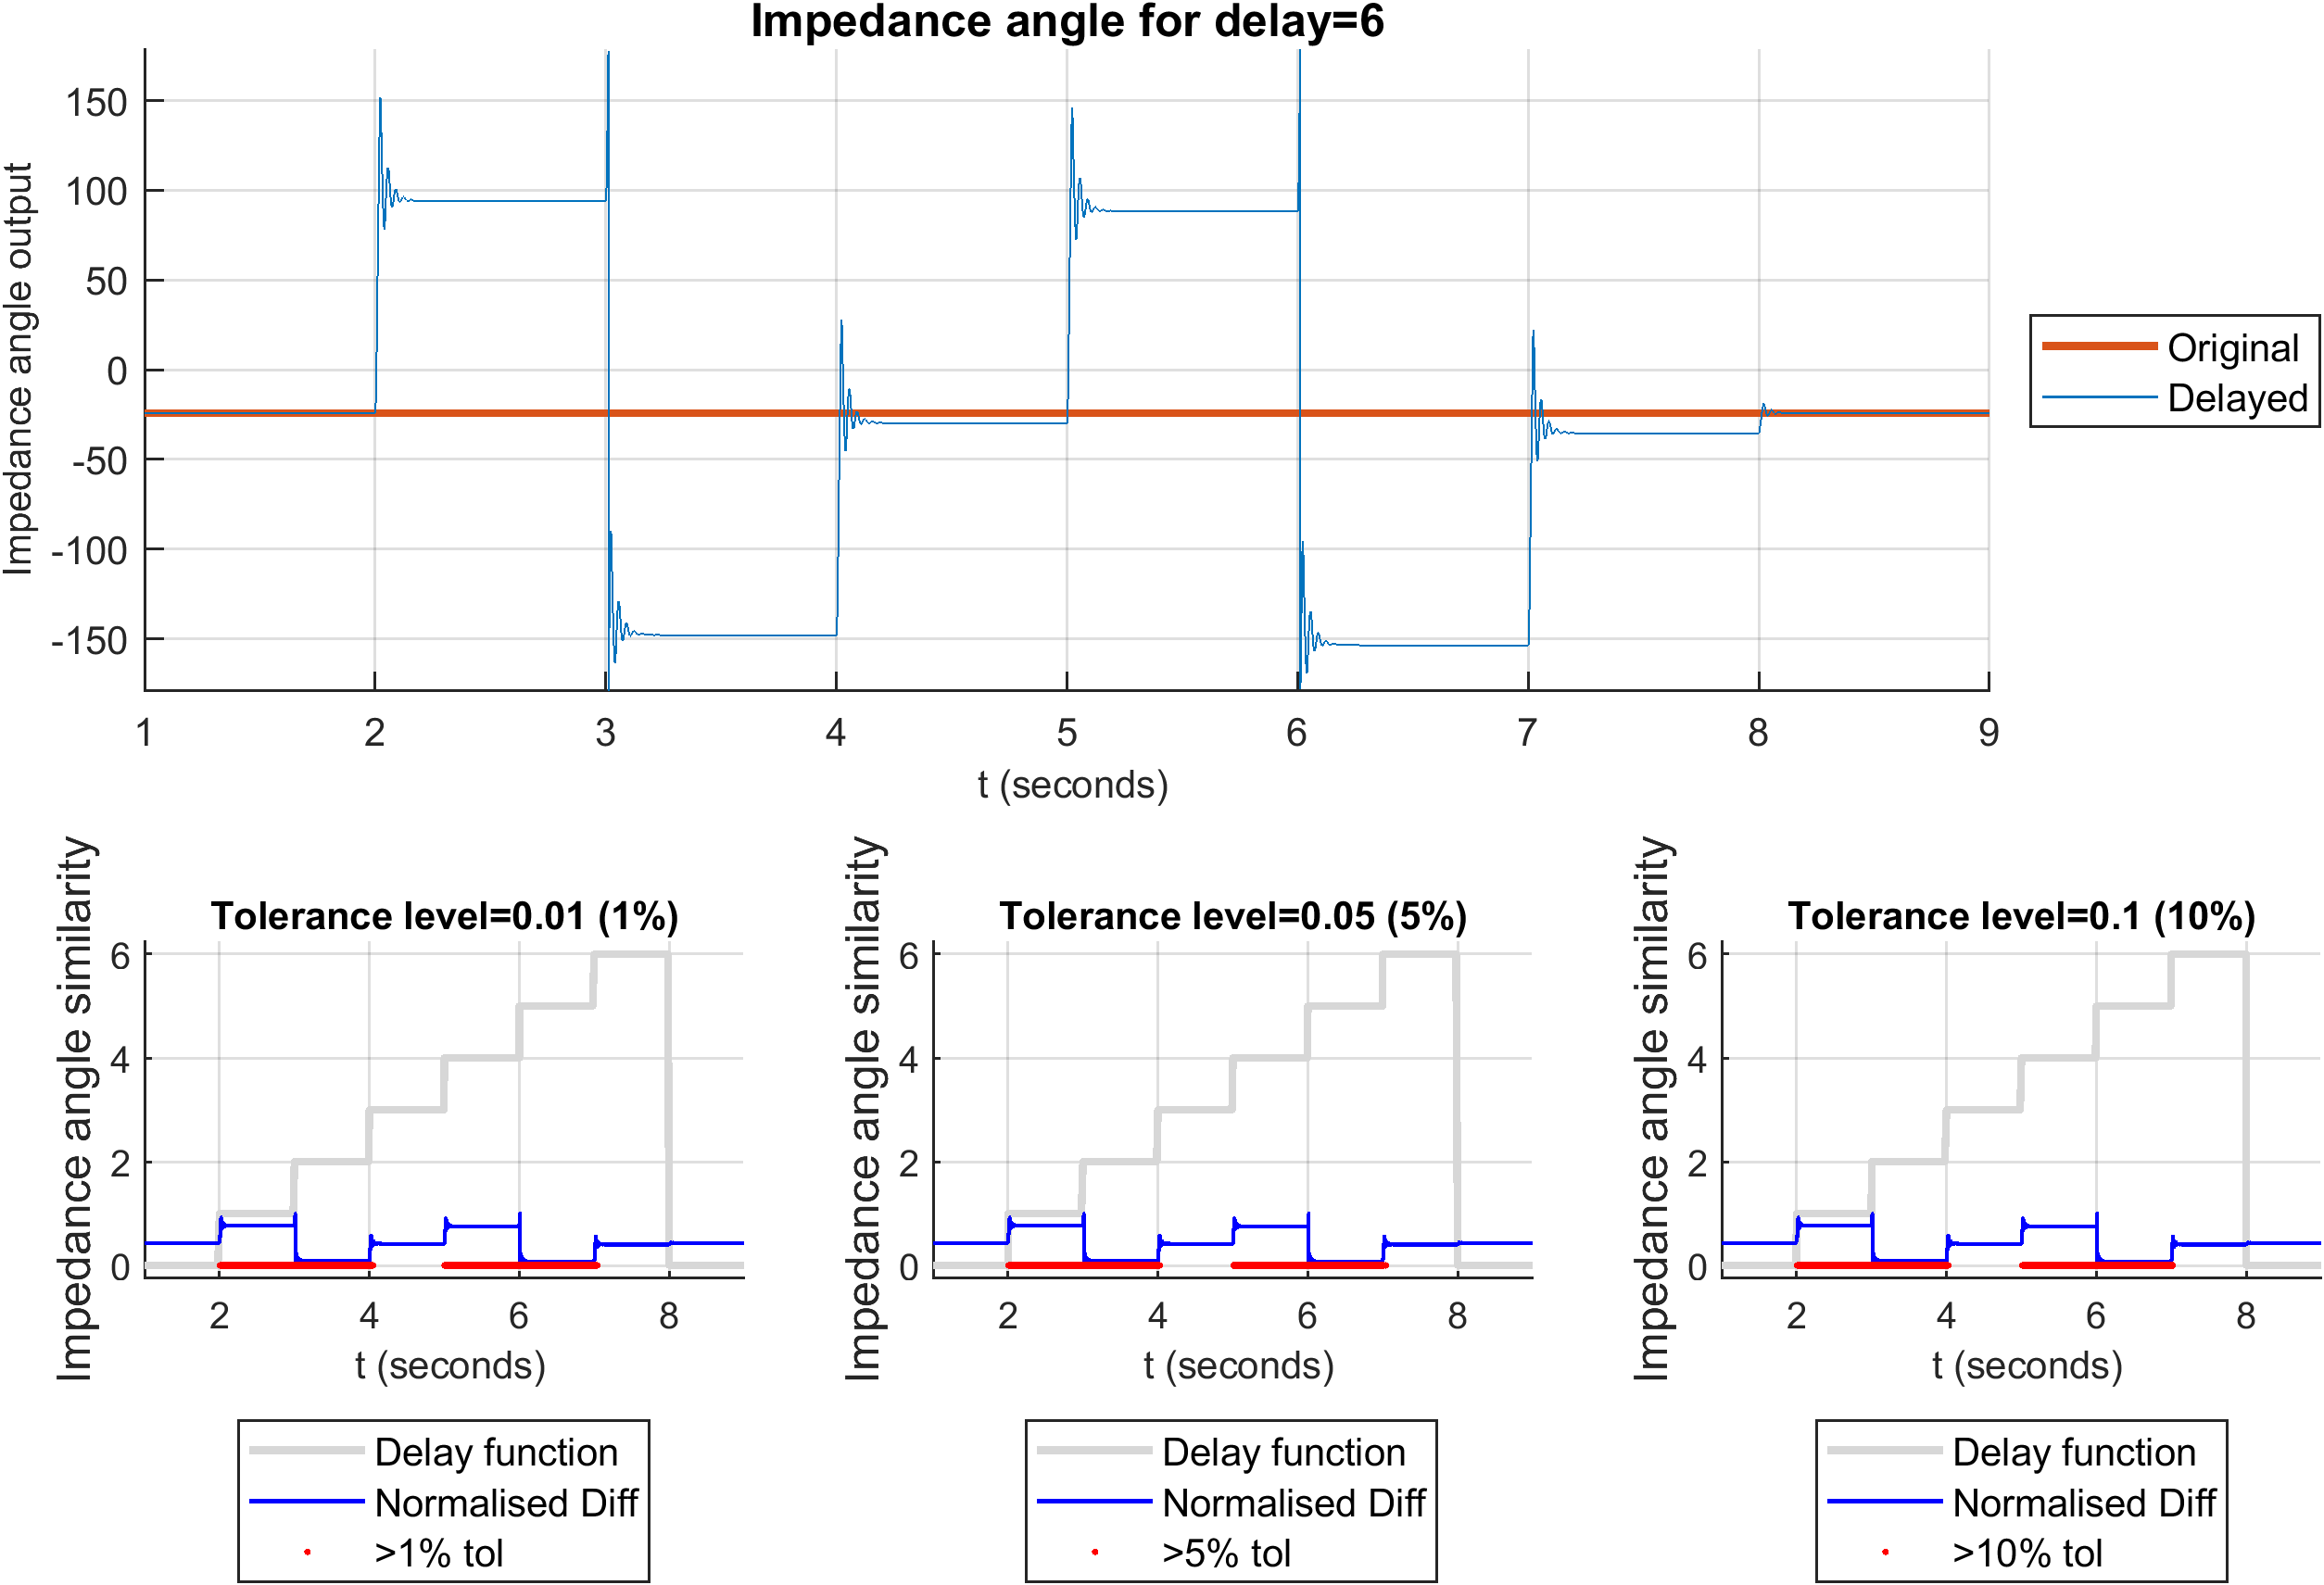 Impedance angle for delay=6
Impedance angle output
150
100
50
0
-50
-100
-150
1 2 3 4 5 6 7 8 9
t (seconds)
Original
Delayed
Tolerance level=0.01 (1%)
Impedance angle similarity
6
4
2
0
2 4 6 8
t (seconds)
Delay function
Normalised Diff
>1% tol
Tolerance level=0.05 (5%)
Impedance angle similarity
6
4
2
0
2 4 6 8
t (seconds)
Delay function
Normalised Diff
>5% tol
Tolerance level=0.1 (10%)
Impedance angle similarity
6
4
2
0
2 4 6 8
t (seconds)
Delay function
Normalised Diff
>10% tol